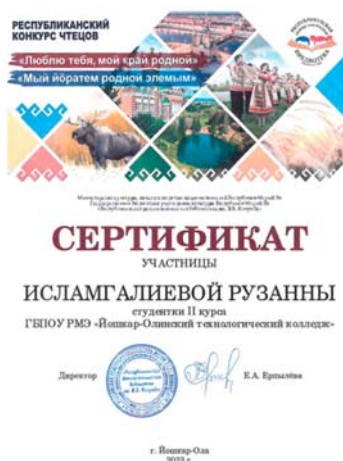 РЕСПУБЛИКАНСКИЙ
КОНКУРС ЧТЕЦОВ
«Люблю тебя, мой край родной»
«Мый йӧратем родной элемым»
СЕРТИФИКАТ
УЧАСТНИЦЫ
ИСЛАМГАЛИЕВОЙ РУЗАННЫ
студентки II курса
ГБПОУ РМЭ «Йошкар-Олинский технологический колледж»
Директор
Е.А. Ерпылёва
г. Йошкар-Ола
2023 г.